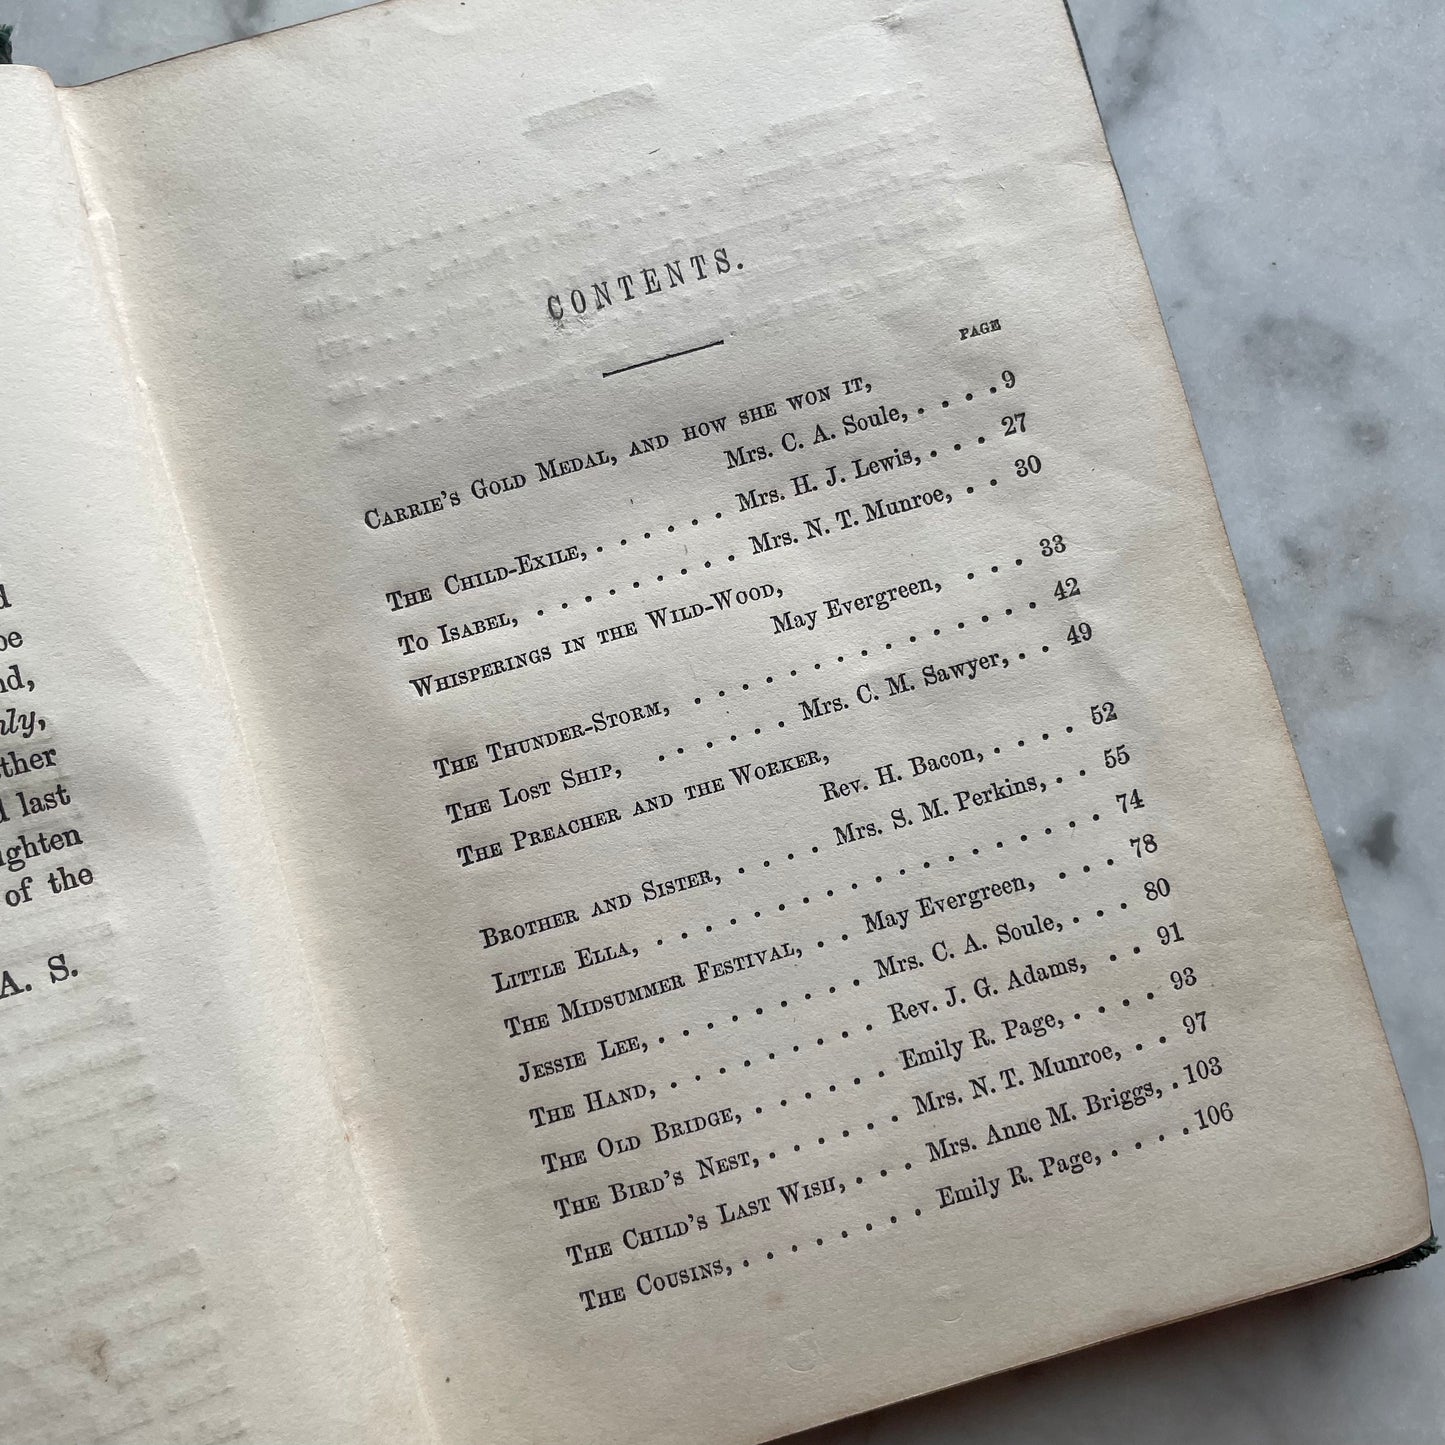 d
be
nd,
nly,
ther
d last
ghten
of the
A. S.
CONTENTS.
PAGE
CARRIE'S GOLD MEDAL, AND HOW SHE WON IT,
Mrs. C. A. Soule, . . . . 9
THE CHILD-EXILE, . . . . . . Mrs. H. J. Lewis, . . . 27
TO ISABEL, . . . . . . . . . Mrs. N. T. Munroe, . . 30
WHISPERINGS IN THE WILD-WOOD,
May Evergreen, . . . 33
THE THUNDER-STORM, . . . . . . . . . . . . . . . 42
THE LOST SHIP, . . . . . . Mrs. C. M. Sawyer, . . 49
THE PREACHER AND THE WORKER,
Rev. H. Bacon, . . . . 52
BROTHER AND SISTER, . . . . Mrs. S. M. Perkins, . . 55
LITTLE ELLA, . . . . . . . . . . . . . . . . . . . 74
THE MIDSUMMER FESTIVAL, . . May Evergreen, . . . 78
JESSIE LEE, . . . . . . . . . Mrs. C. A. Soule, . . . 80
THE HAND, . . . . . . . . . Rev. J. G. Adams, . . 91
THE OLD BRIDGE, . . . . . . Emily R. Page, . . . . 93
THE BIRD'S NEST, . . . . . . Mrs. N. T. Munroe, . . 97
THE CHILD'S LAST WISH, . . . Mrs. Anne M. Briggs, . 103
THE COUSINS, . . . . . . . . Emily R. Page, . . . . 106